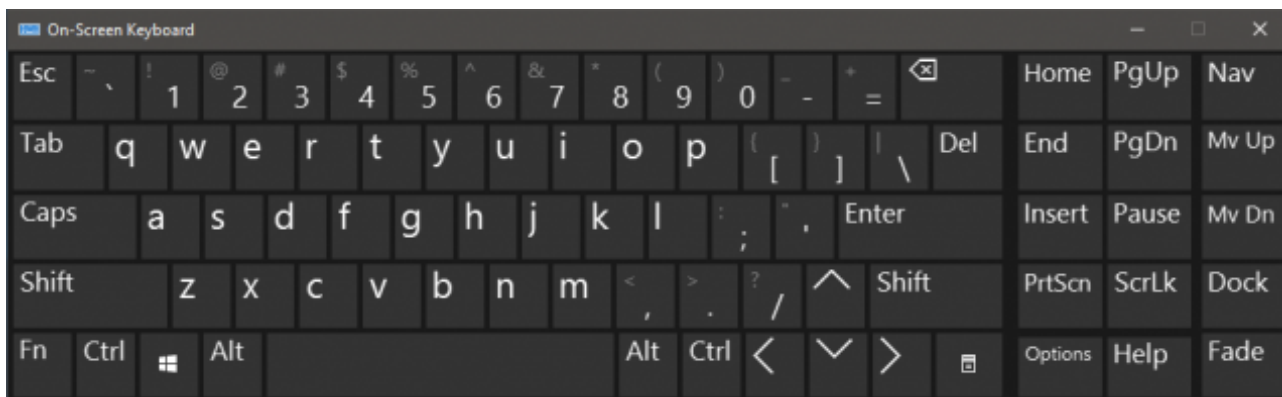 On-Screen Keyboard
Esc ~ ` ! 1 @ 2 # 3 $ 4 % 5 ^ 6 & 7 * 8 ( 9 ) 0 _ - + = Home PgUp Nav
Tab q w e r t y u i o p { [ } ] | \ Del End PgDn Mv Up
Caps a s d f g h j k l : ; " ' Enter Insert Pause Mv Dn
Shift z x c v b n m < , > . ? / Shift PrtScn ScrLk Dock
Fn Ctrl Alt Alt Ctrl Options Help Fade